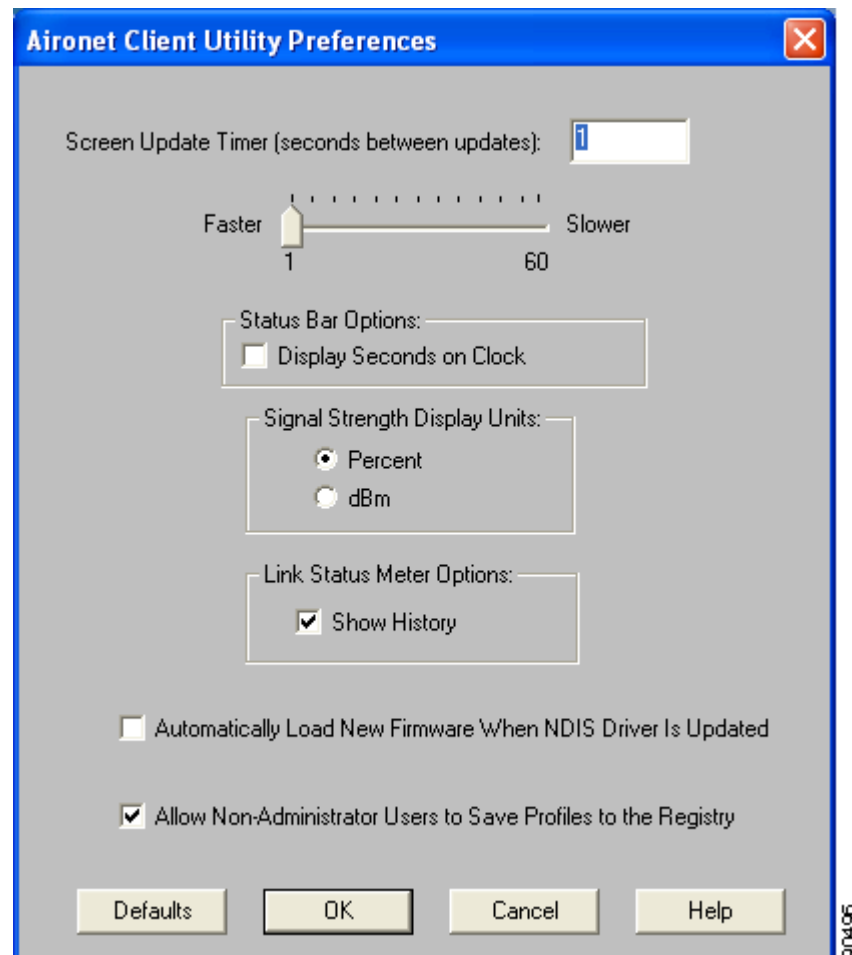 Aironet Client Utility Preferences
Screen Update Timer (seconds between updates): 1
Faster Slower
1 60
Status Bar Options:
Display Seconds on Clock
Signal Strength Display Units:
Percent
dBm
Link Status Meter Options:
Show History
Automatically Load New Firmware When NDIS Driver Is Updated
Allow Non-Administrator Users to Save Profiles to the Registry
Defaults OK Cancel Help